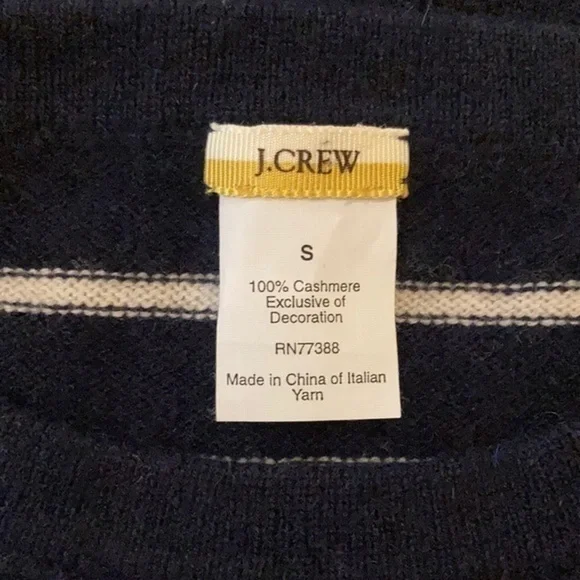 J.CREW
S
100% Cashmere
Exclusive of
Decoration
RN77388
Made in China of Italian
Yarn